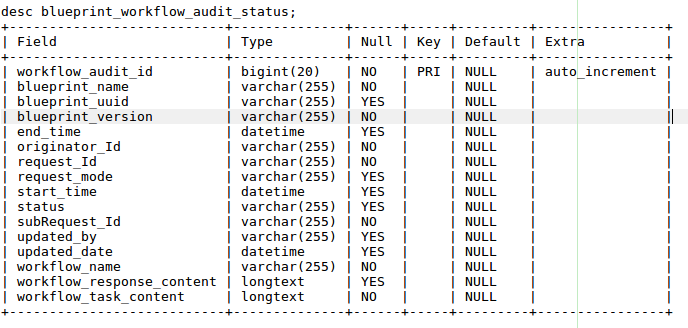 desc blueprint_workflow_audit_status;
+---------------------------+--------------+------+-----+---------+----------------+
| Field                     | Type         | Null | Key | Default | Extra          |
+---------------------------+--------------+------+-----+---------+----------------+
| workflow_audit_id         | bigint(20)   | NO   | PRI | NULL    | auto_increment |
| blueprint_name            | varchar(255) | NO   |     | NULL    |                |
| blueprint_uuid            | varchar(255) | YES  |     | NULL    |                |
| blueprint_version         | varchar(255) | NO   |     | NULL    |                |
| end_time                  | datetime     | YES  |     | NULL    |                |
| originator_Id             | varchar(255) | NO   |     | NULL    |                |
| request_Id                | varchar(255) | NO   |     | NULL    |                |
| request_mode              | varchar(255) | YES  |     | NULL    |                |
| start_time                | datetime     | YES  |     | NULL    |                |
| status                    | varchar(255) | YES  |     | NULL    |                |
| subRequest_Id             | varchar(255) | NO   |     | NULL    |                |
| updated_by                | varchar(255) | YES  |     | NULL    |                |
| updated_date              | datetime     | YES  |     | NULL    |                |
| workflow_name             | varchar(255) | NO   |     | NULL    |                |
| workflow_response_content | longtext     | YES  |     | NULL    |                |
| workflow_task_content     | longtext     | NO   |     | NULL    |                |
+---------------------------+--------------+------+-----+---------+----------------+